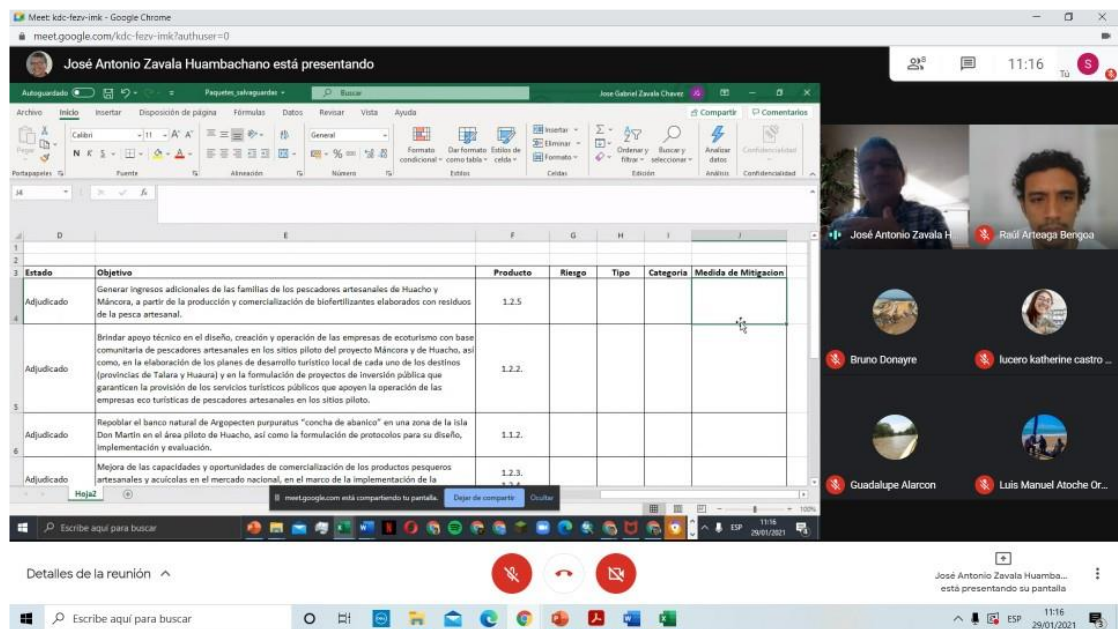 Meet: kdc-fezv-imk - Google Chrome
meet.google.com/kdc-fezv-imk?authuser=0
José Antonio Zavala Huambachano está presentando
8
11:16
Tú
S
Autoguardado
Paquetes_salvaguardas
Buscar
Jose Gabriel Zavala Chavez
Archivo Inicio Insertar Disposición de página Fórmulas Datos Revisar Vista Ayuda
Compartir Comentarios
Pegar
Calibri 11
N K S
General
Formato condicional
Dar formato como tabla
Estilos de celda
Insertar
Eliminar
Formato
Ordenar y filtrar
Buscar y seleccionar
Analizar datos
Confidencialidad
Portapapeles Fuente Alineación Número Estilos Celdas Edición Análisis Confidencialidad
J4
D E F G H I J
1
2
3 Estado Objetivo Producto Riesgo Tipo Categoria Medida de Mitigacion
Generar ingresos adicionales de las familias de los pescadores artesanales de Huacho y
Adjudicado Máncora, a partir de la producción y comercialización de biofertilizantes elaborados con residuos 1.2.5
4 de la pesca artesanal.
Brindar apoyo técnico en el diseño, creación y operación de las empresas de ecoturismo con base
comunitaria de pescadores artesanales en los sitios piloto del proyecto Máncora y de Huacho, así
como, en la elaboración de los planes de desarrollo turístico local de cada uno de los destinos
Adjudicado (provincias de Talara y Huaura) y en la formulación de proyectos de inversión pública que 1.2.2.
garanticen la provisión de los servicios turísticos públicos que apoyen la operación de las
5 empresas eco turísticas de pescadores artesanales en los sitios piloto.
Repoblar el banco natural de Argopecten purpuratus "concha de abanico" en una zona de la isla
Adjudicado Don Martin en el área piloto de Huacho, así como la formulación de protocolos para su diseño, 1.1.2.
6 implementación y evaluación.
Mejora de las capacidades y oportunidades de comercialización de los productos pesqueros 1.2.3.
Adjudicado artesanales y acuícolas en el mercado nacional, en el marco de la implementación de la
Hoja2
meet.google.com está compartiendo tu pantalla. Dejar de compartir Ocultar
100%
Escribe aquí para buscar
ESP
11:16
29/01/2021
José Antonio Zavala H...
Raúl Arteaga Bengoa
Bruno Donayre
lucero katherine castro ...
Guadalupe Alarcon
Luis Manuel Atoche Or...
Detalles de la reunión
José Antonio Zavala Huamba...
está presentando su pantalla
Escribe aquí para buscar
ESP
11:16
29/01/2021